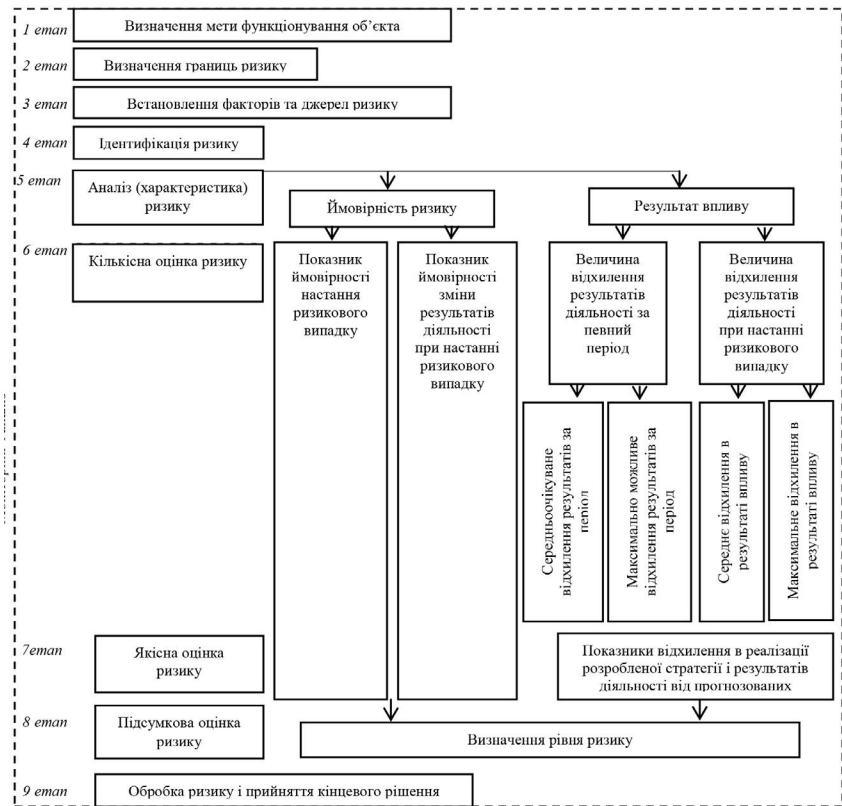 1 етап
Визначення мети функціонування об’єкта
2 етап
Визначення границь ризику
3 етап
Встановлення факторів та джерел ризику
4 етап
Ідентифікація ризику
5 етап
Аналіз (характеристика)
ризику
Ймовірність ризику
Результат впливу
6 етап
Кількісна оцінка ризику
Показник
ймовірності
настання
ризикового
випадку
Показник
ймовірності
зміни
результатів
діяльності
при настанні
ризикового
випадку
Величина
відхилення
результатів
діяльності за
певний
період
Величина
відхилення
результатів
діяльності
при настанні
ризикового
випадку
Середньоочікуване
відхилення результатів за
період
Максимально можливе
відхилення результатів за
період
Середнє відхилення в
результаті впливу
Максимальне відхилення в
результаті впливу
7етап
Якісна оцінка
ризику
Показники відхилення в реалізації
розробленої стратегії і результатів
діяльності від прогнозованих
8 етап
Підсумкова оцінка
ризику
Визначення рівня ризику
9 етап
Обробка ризику і прийняття кінцевого рішення